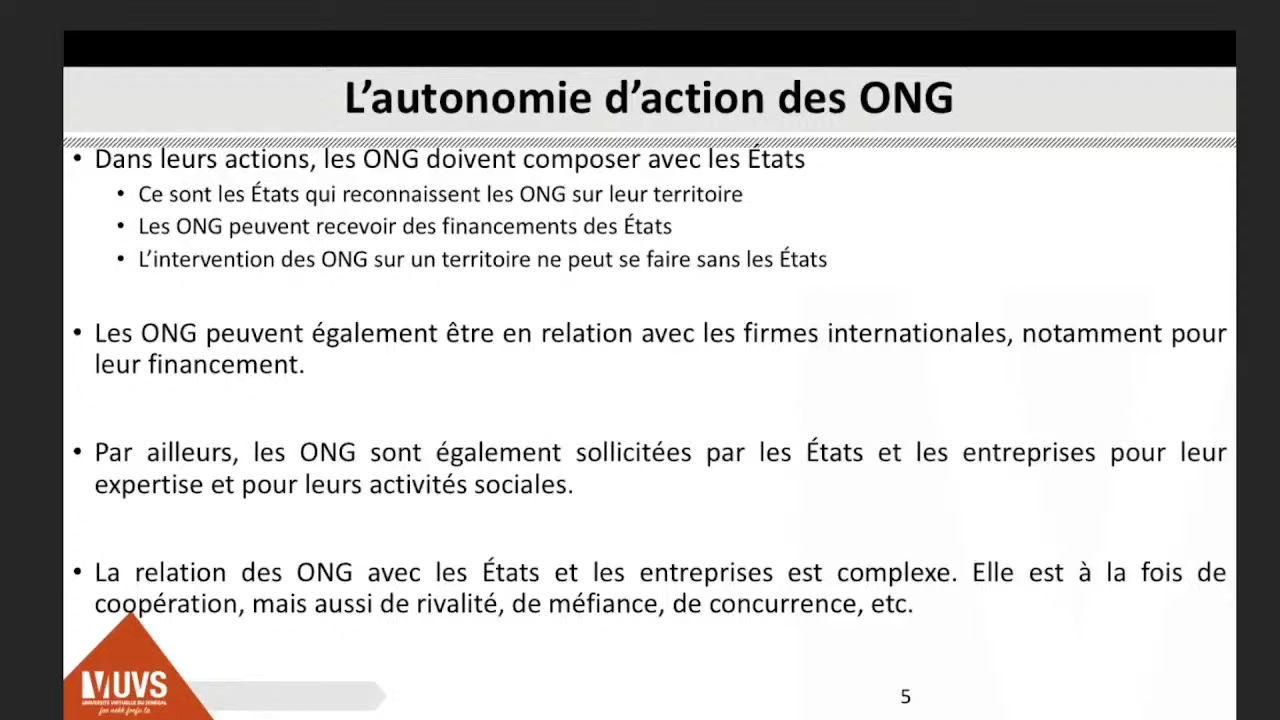 L'autonomie d'action des ONG
• Dans leurs actions, les ONG doivent composer avec les États
• Ce sont les États qui reconnaissent les ONG sur leur territoire
• Les ONG peuvent recevoir des financements des États
• L'intervention des ONG sur un territoire ne peut se faire sans les États
• Les ONG peuvent également être en relation avec les firmes internationales, notamment pour
leur financement.
• Par ailleurs, les ONG sont également sollicitées par les États et les entreprises pour leur
expertise et pour leurs activités sociales.
• La relation des ONG avec les États et les entreprises est complexe. Elle est à la fois de
coopération, mais aussi de rivalité, de méfiance, de concurrence, etc.
UVS
UNIVERSITE VIRTUELLE DU SENEGAL
5